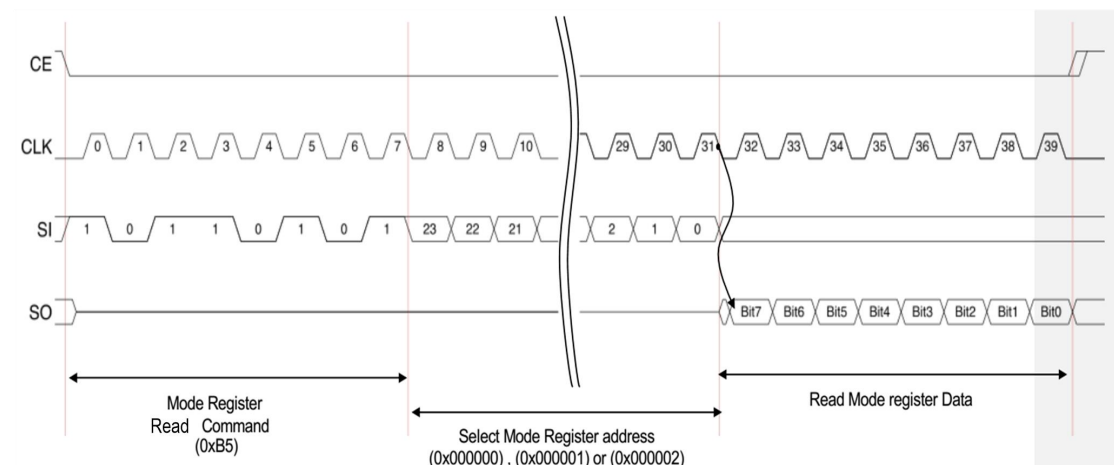 CE
CLK 0 1 2 3 4 5 6 7 8 9 10 29 30 31 32 33 34 35 36 37 38 39
SI 1 0 1 1 0 1 0 1 23 22 21 2 1 0
SO Bit7 Bit6 Bit5 Bit4 Bit3 Bit2 Bit1 Bit0
Mode Register
Read Command
(0xB5)
Select Mode Register address
(0x000000) , (0x000001) or (0x000002)
Read Mode register Data